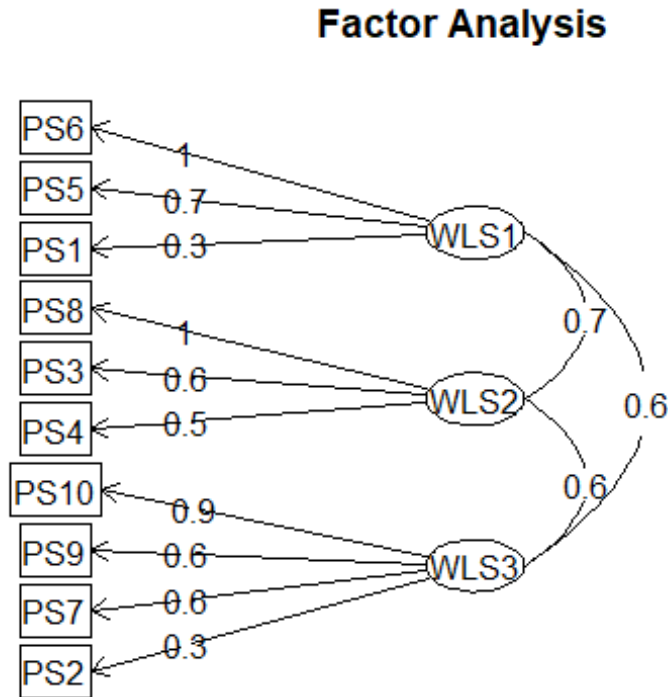 Factor Analysis
PS6
1
PS5
0.7
WLS1
PS1
0.3
PS8
1
0.7
PS3
0.6
WLS2
0.6
PS4
0.5
PS10
0.9
0.6
PS9
0.6
WLS3
PS7
0.6
PS2
0.3